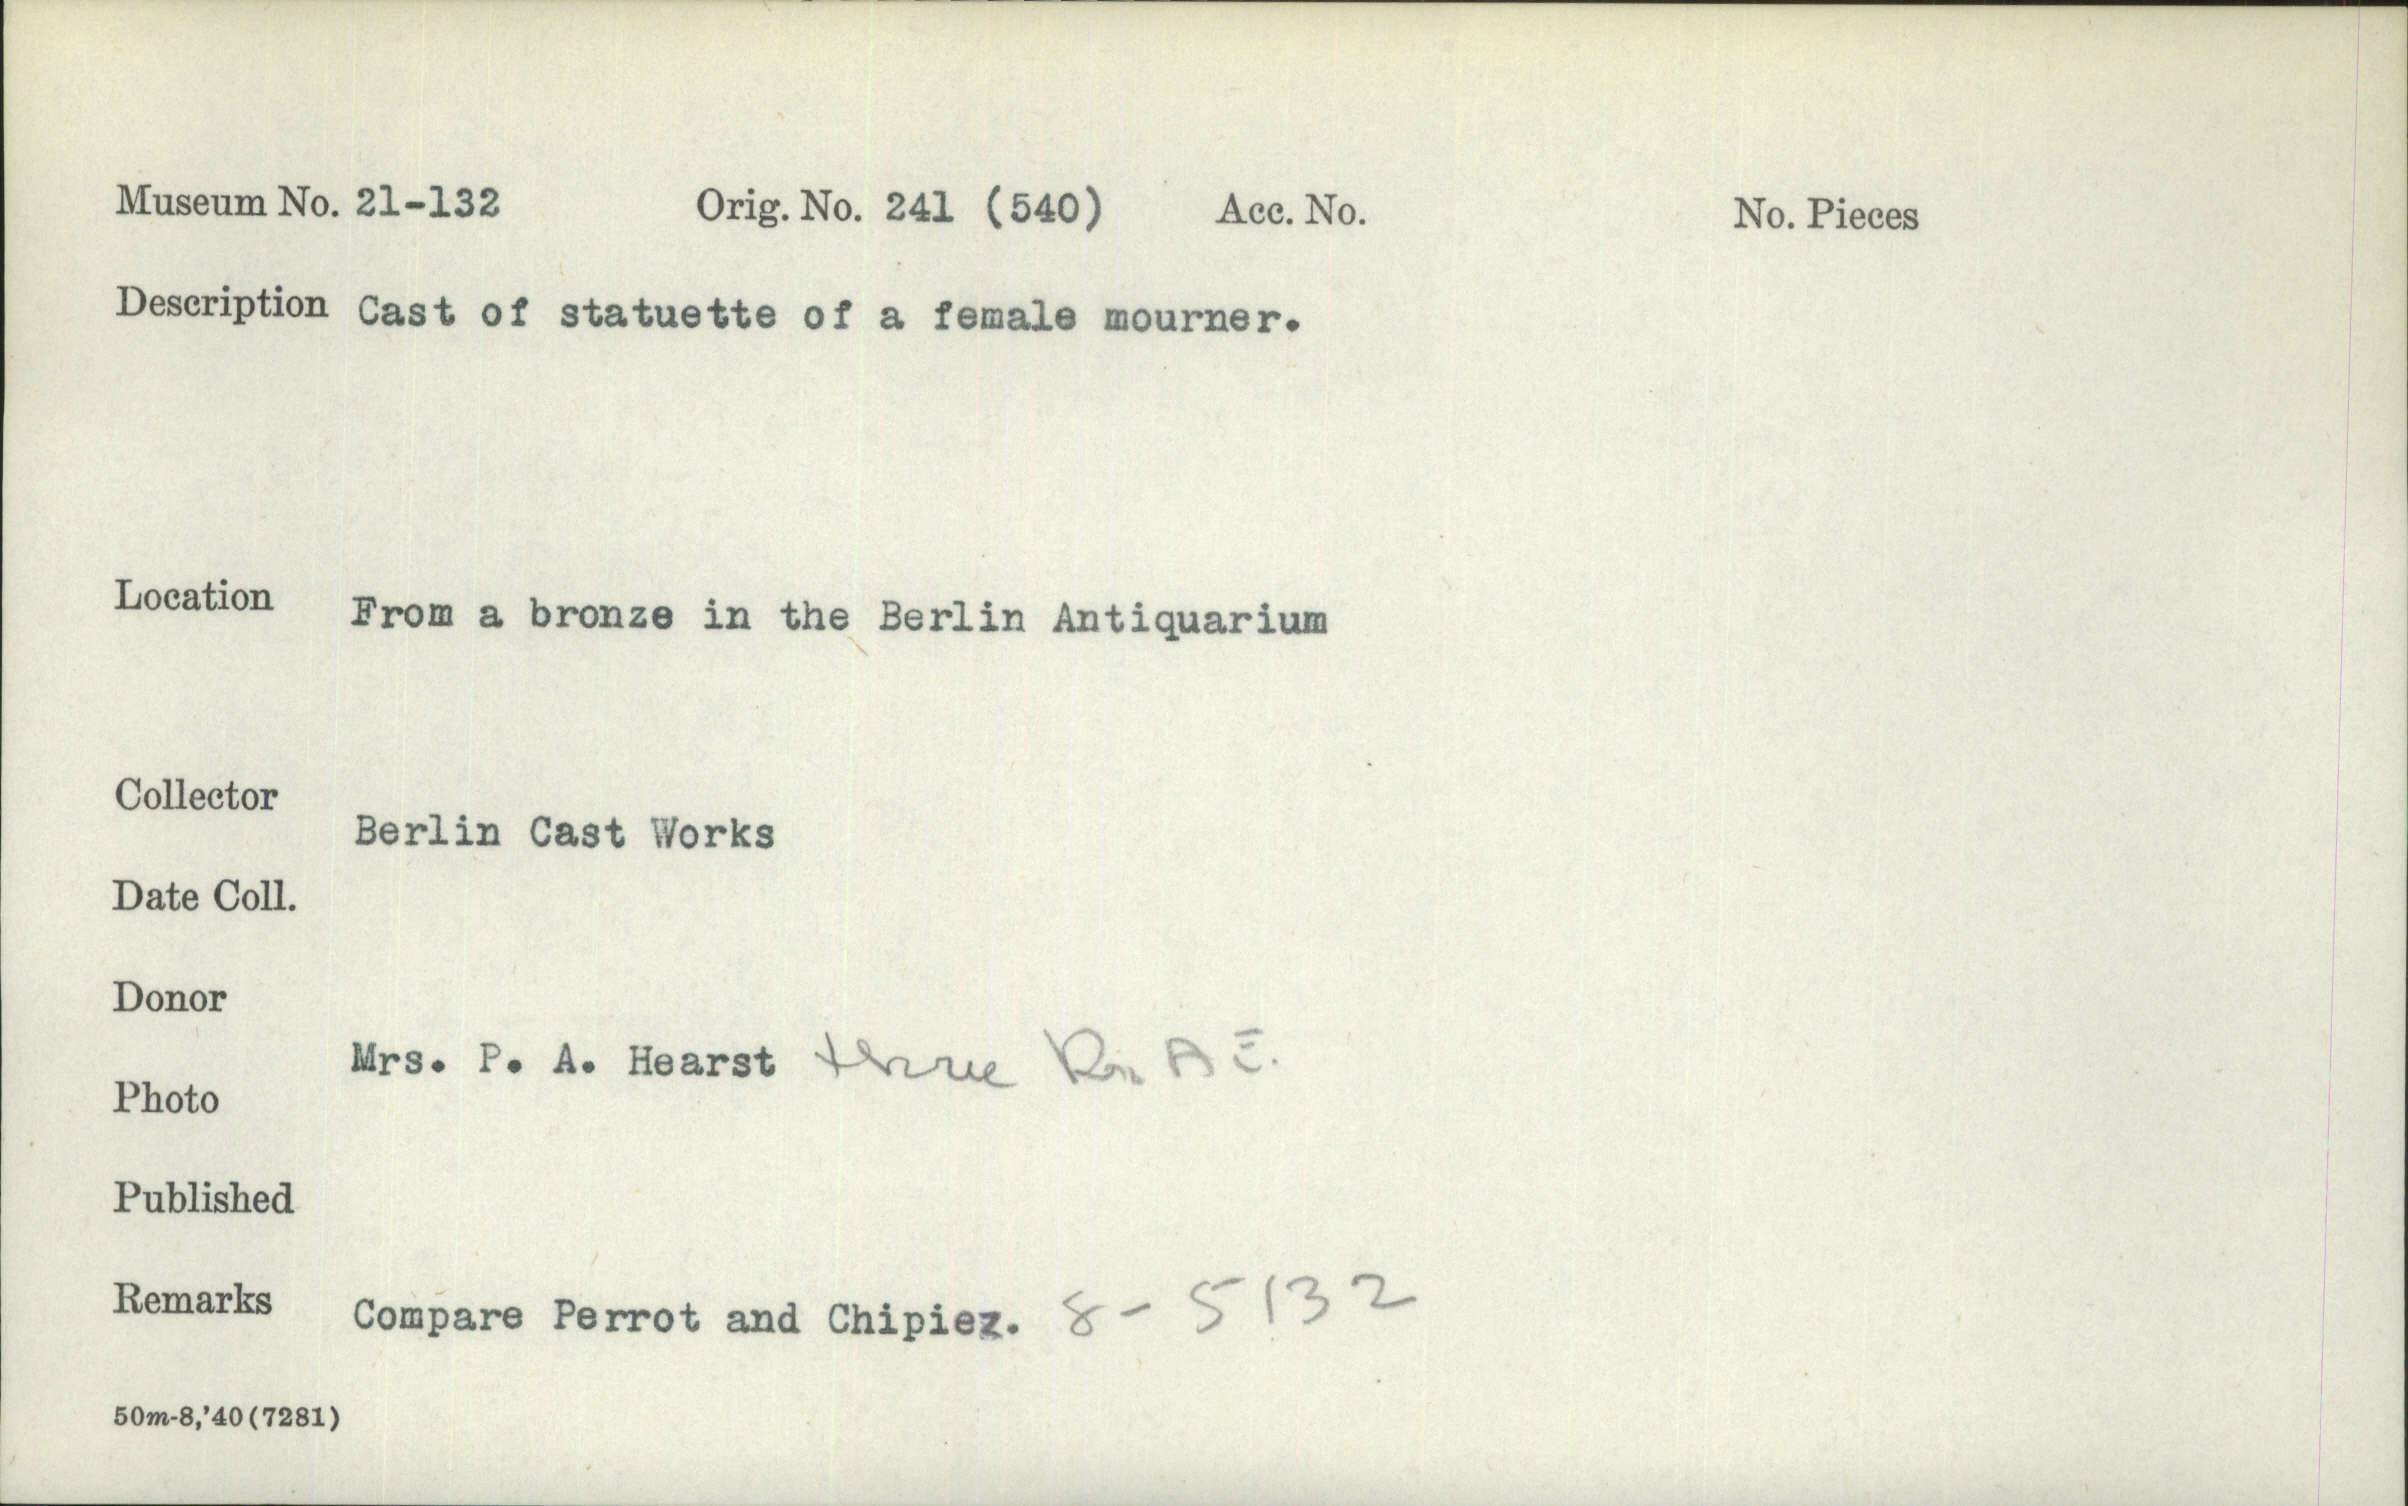 Museum No. 21-132 Orig. No. 241 (540) Acc. No. No. Pieces
Description Cast of statuette of a female mourner.
Location From a bronze in the Berlin Antiquarium
Collector
Berlin Cast Works
Date Coll.
Donor
Mrs. P. A. Hearst
Photo
Published
Remarks Compare Perrot and Chipiez. 8-5132
50m-8,'40(7281)